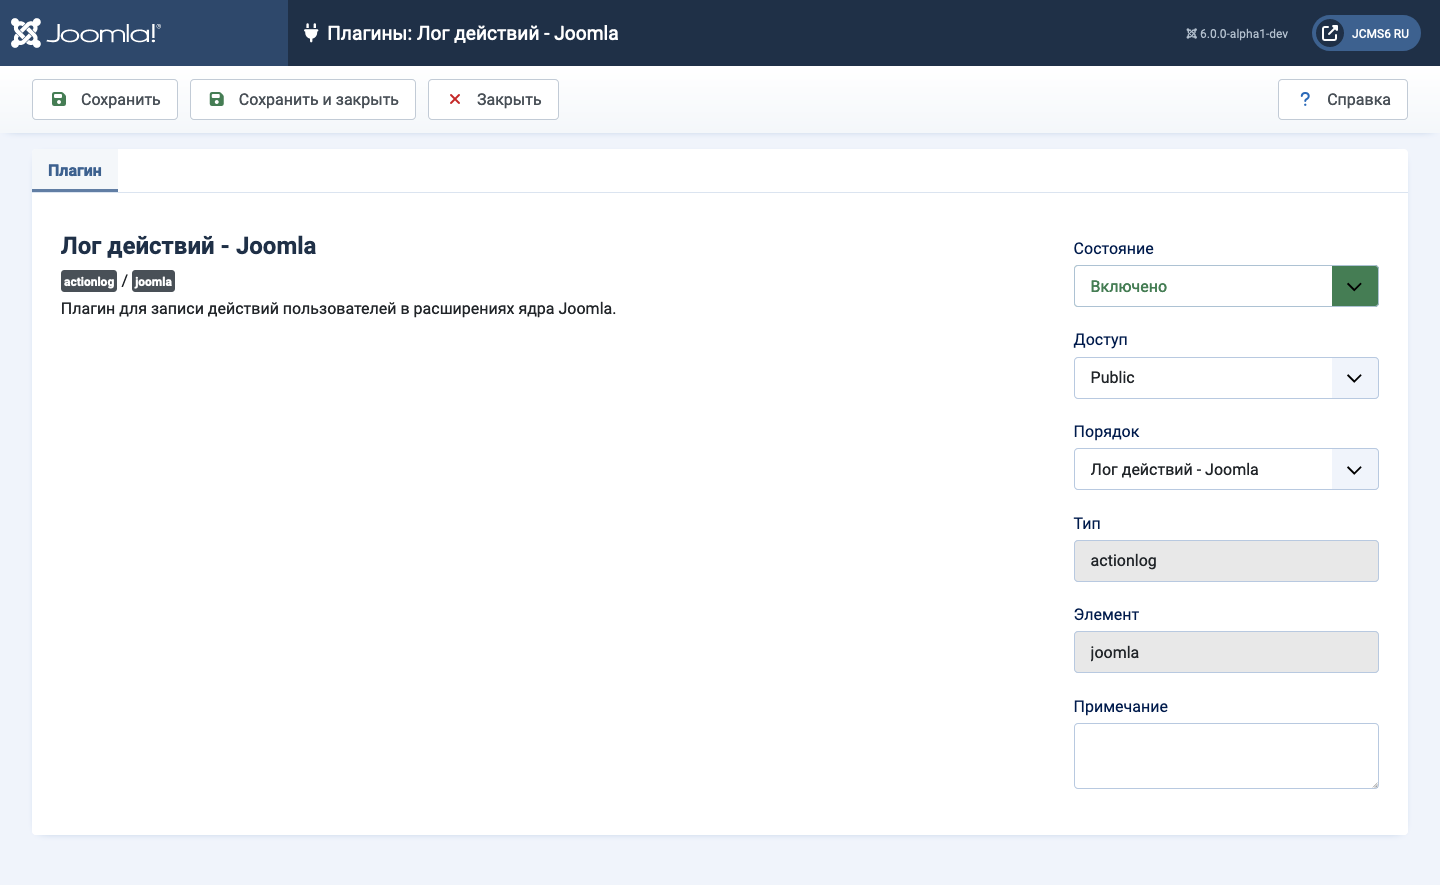 Joomla!®
Плагины: Лог действий - Joomla
6.0.0-alpha1-dev
JCMS6 RU
Сохранить
Сохранить и закрыть
Закрыть
? Справка
Плагин
Лог действий - Joomla
actionlog / joomla
Плагин для записи действий пользователей в расширениях ядра Joomla.
Состояние
Включено
Доступ
Public
Порядок
Лог действий - Joomla
Тип
actionlog
Элемент
joomla
Примечание